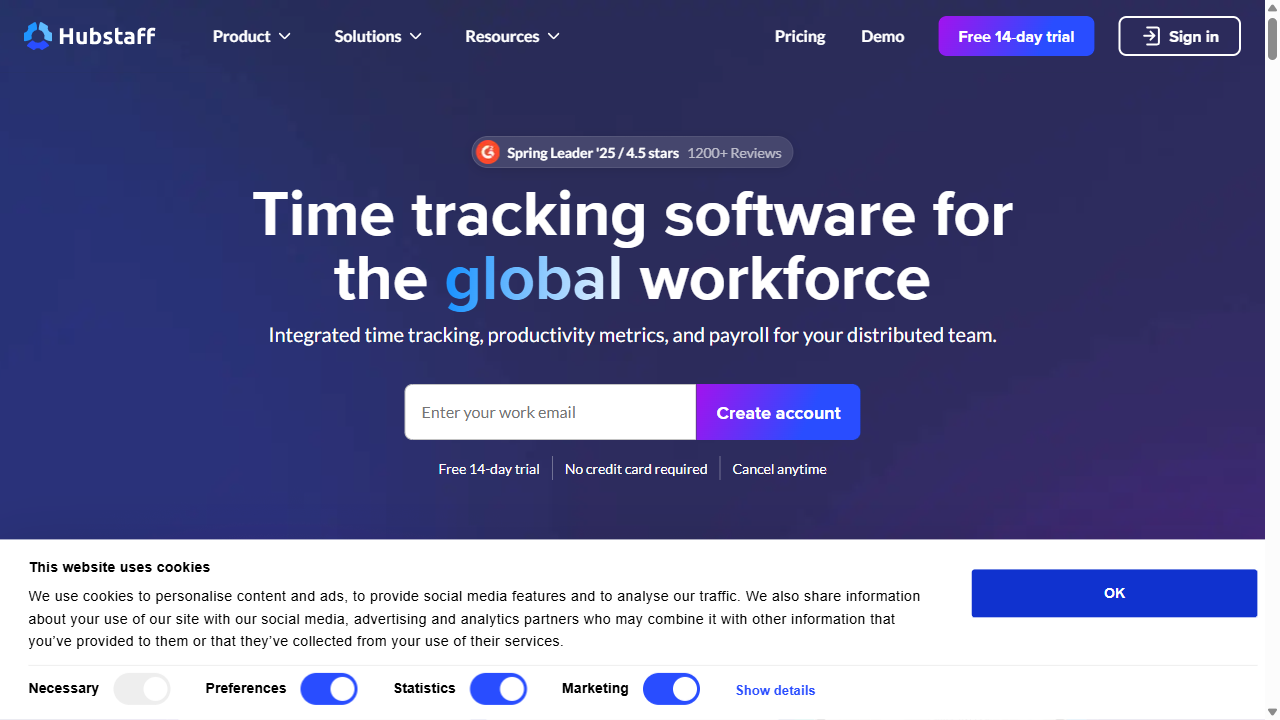 Hubstaff
Product
Solutions
Resources
Pricing
Demo
Free 14-day trial
Sign in
Spring Leader '25 / 4.5 stars 1200+ Reviews
Time tracking software for
the global workforce
Integrated time tracking, productivity metrics, and payroll for your distributed team.
Enter your work email
Create account
Free 14-day trial
No credit card required
Cancel anytime
This website uses cookies
We use cookies to personalise content and ads, to provide social media features and to analyse our traffic. We also share information
about your use of our site with our social media, advertising and analytics partners who may combine it with other information that
you’ve provided to them or that they’ve collected from your use of their services.
OK
Necessary
Preferences
Statistics
Marketing
Show details